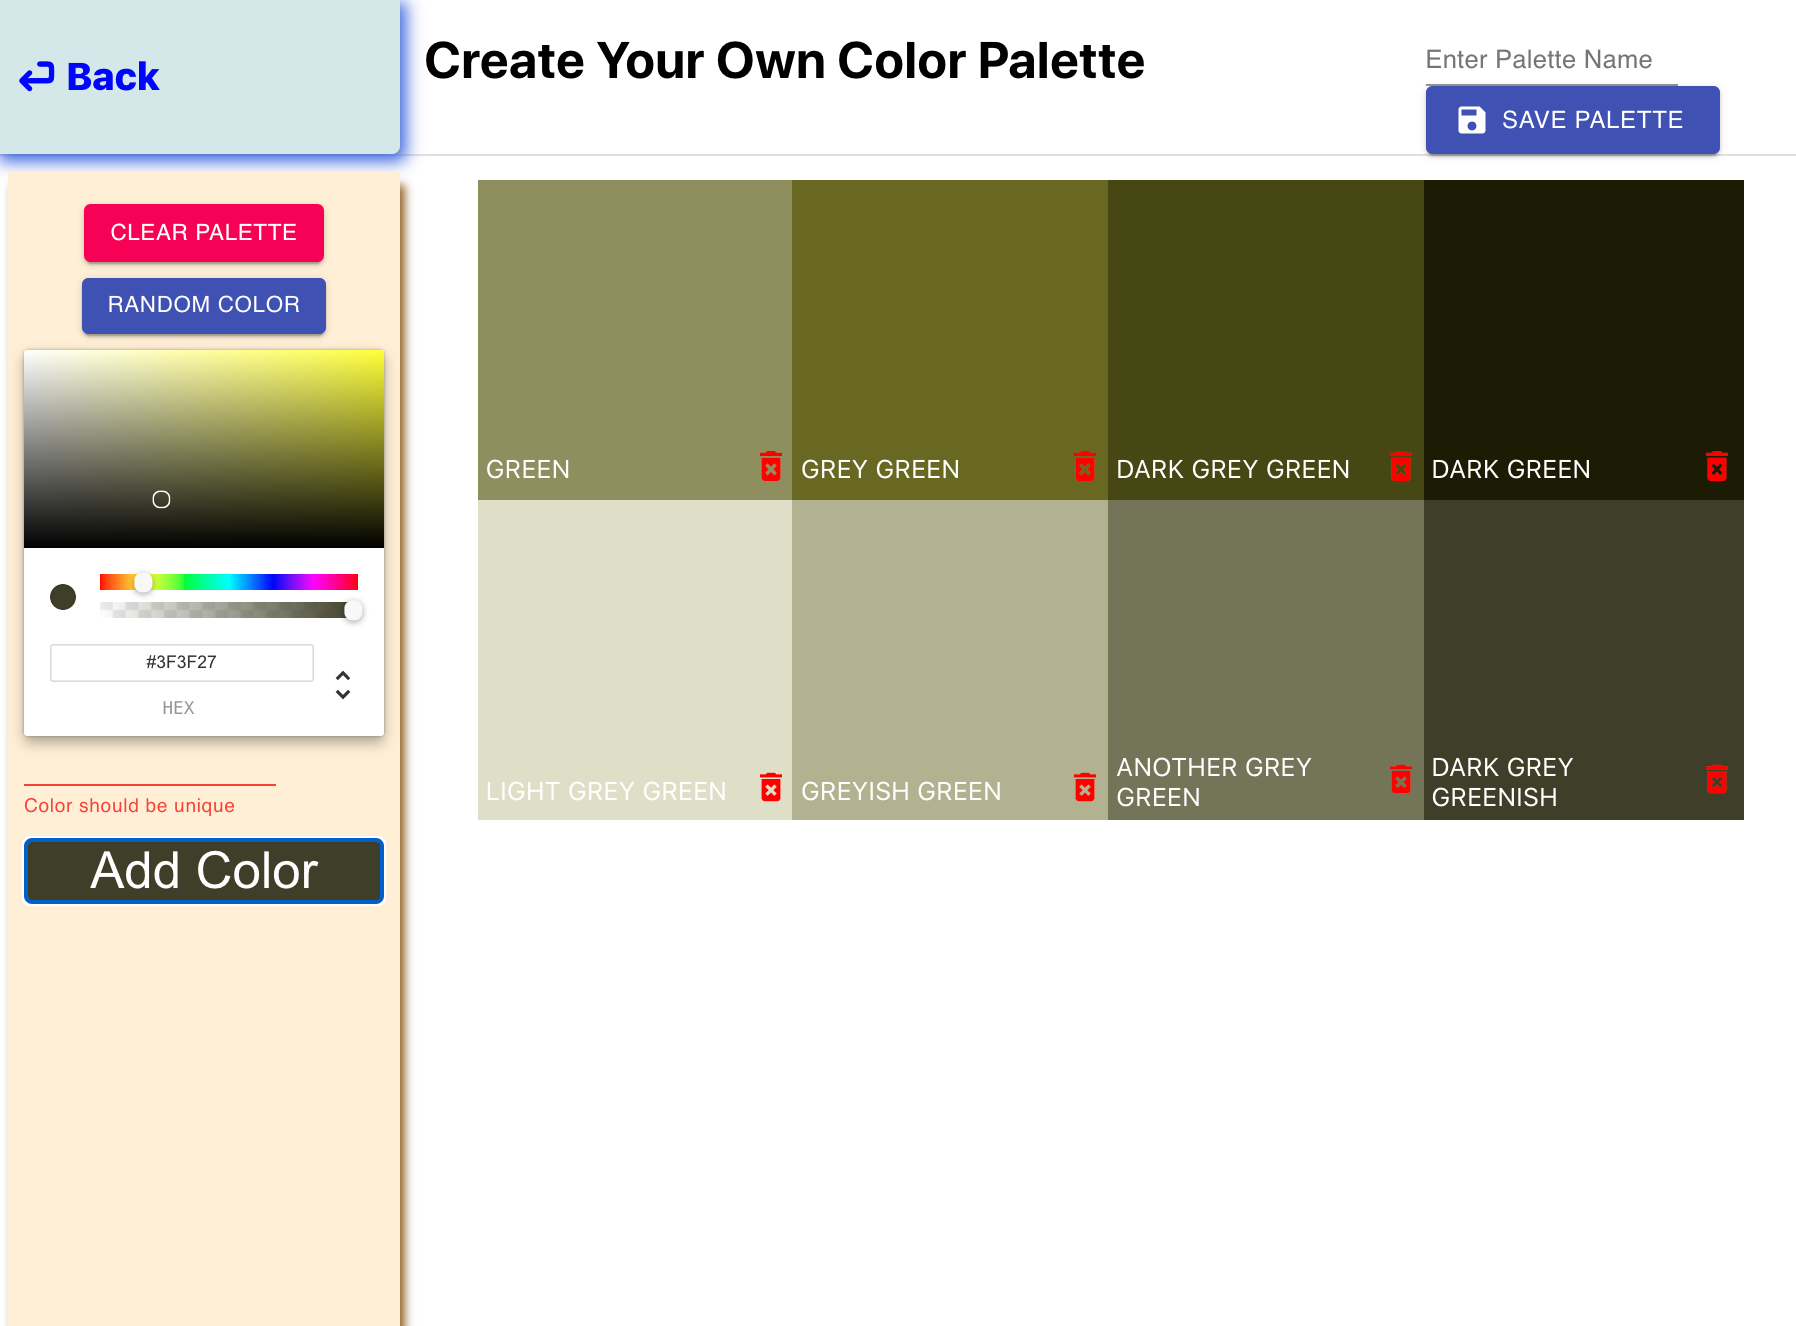 Back
Create Your Own Color Palette
Enter Palette Name
SAVE PALETTE
CLEAR PALETTE
RANDOM COLOR
#3F3F27
HEX
Color should be unique
Add Color
GREEN
GREY GREEN
DARK GREY GREEN
DARK GREEN
LIGHT GREY GREEN
GREYISH GREEN
ANOTHER GREY
GREEN
DARK GREY
GREENISH